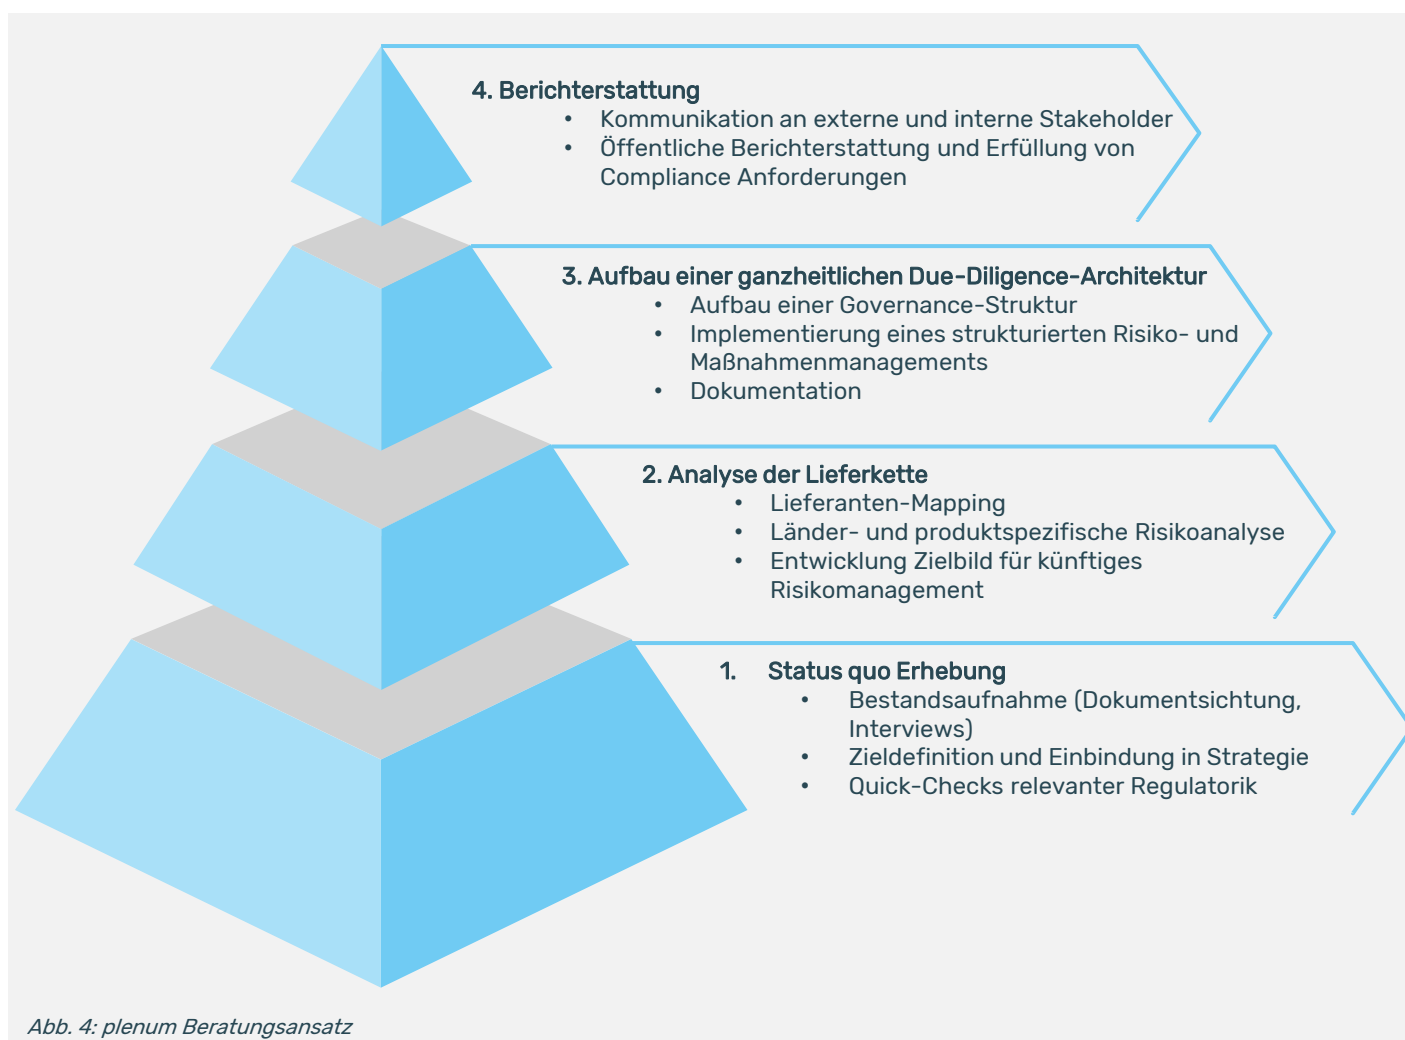 4. Berichterstattung
• Kommunikation an externe und interne Stakeholder
• Öffentliche Berichterstattung und Erfüllung von
Compliance Anforderungen
3. Aufbau einer ganzheitlichen Due-Diligence-Architektur
• Aufbau einer Governance-Struktur
• Implementierung eines strukturierten Risiko- und
Maßnahmenmanagements
• Dokumentation
2. Analyse der Lieferkette
• Lieferanten-Mapping
• Länder- und produktspezifische Risikoanalyse
• Entwicklung Zielbild für künftiges
Risikomanagement
1. Status quo Erhebung
• Bestandsaufnahme (Dokumentsichtung,
Interviews)
• Zieldefinition und Einbindung in Strategie
• Quick-Checks relevanter Regulatorik
Abb. 4: plenum Beratungsansatz